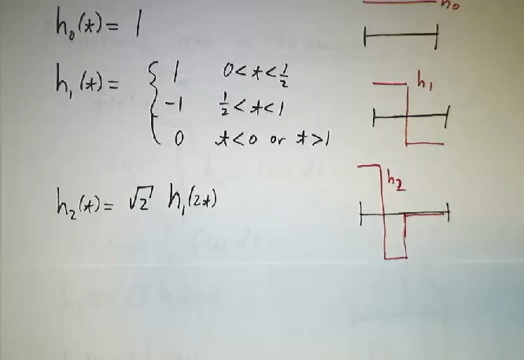 h₀(t) = 1
h₀
h₁(t) = { 1 0 < t < 1/2
-1 1/2 < t < 1
0 t < 0 or t > 1
h₁
h₂(t) = √2 h₁(2t)
h₂